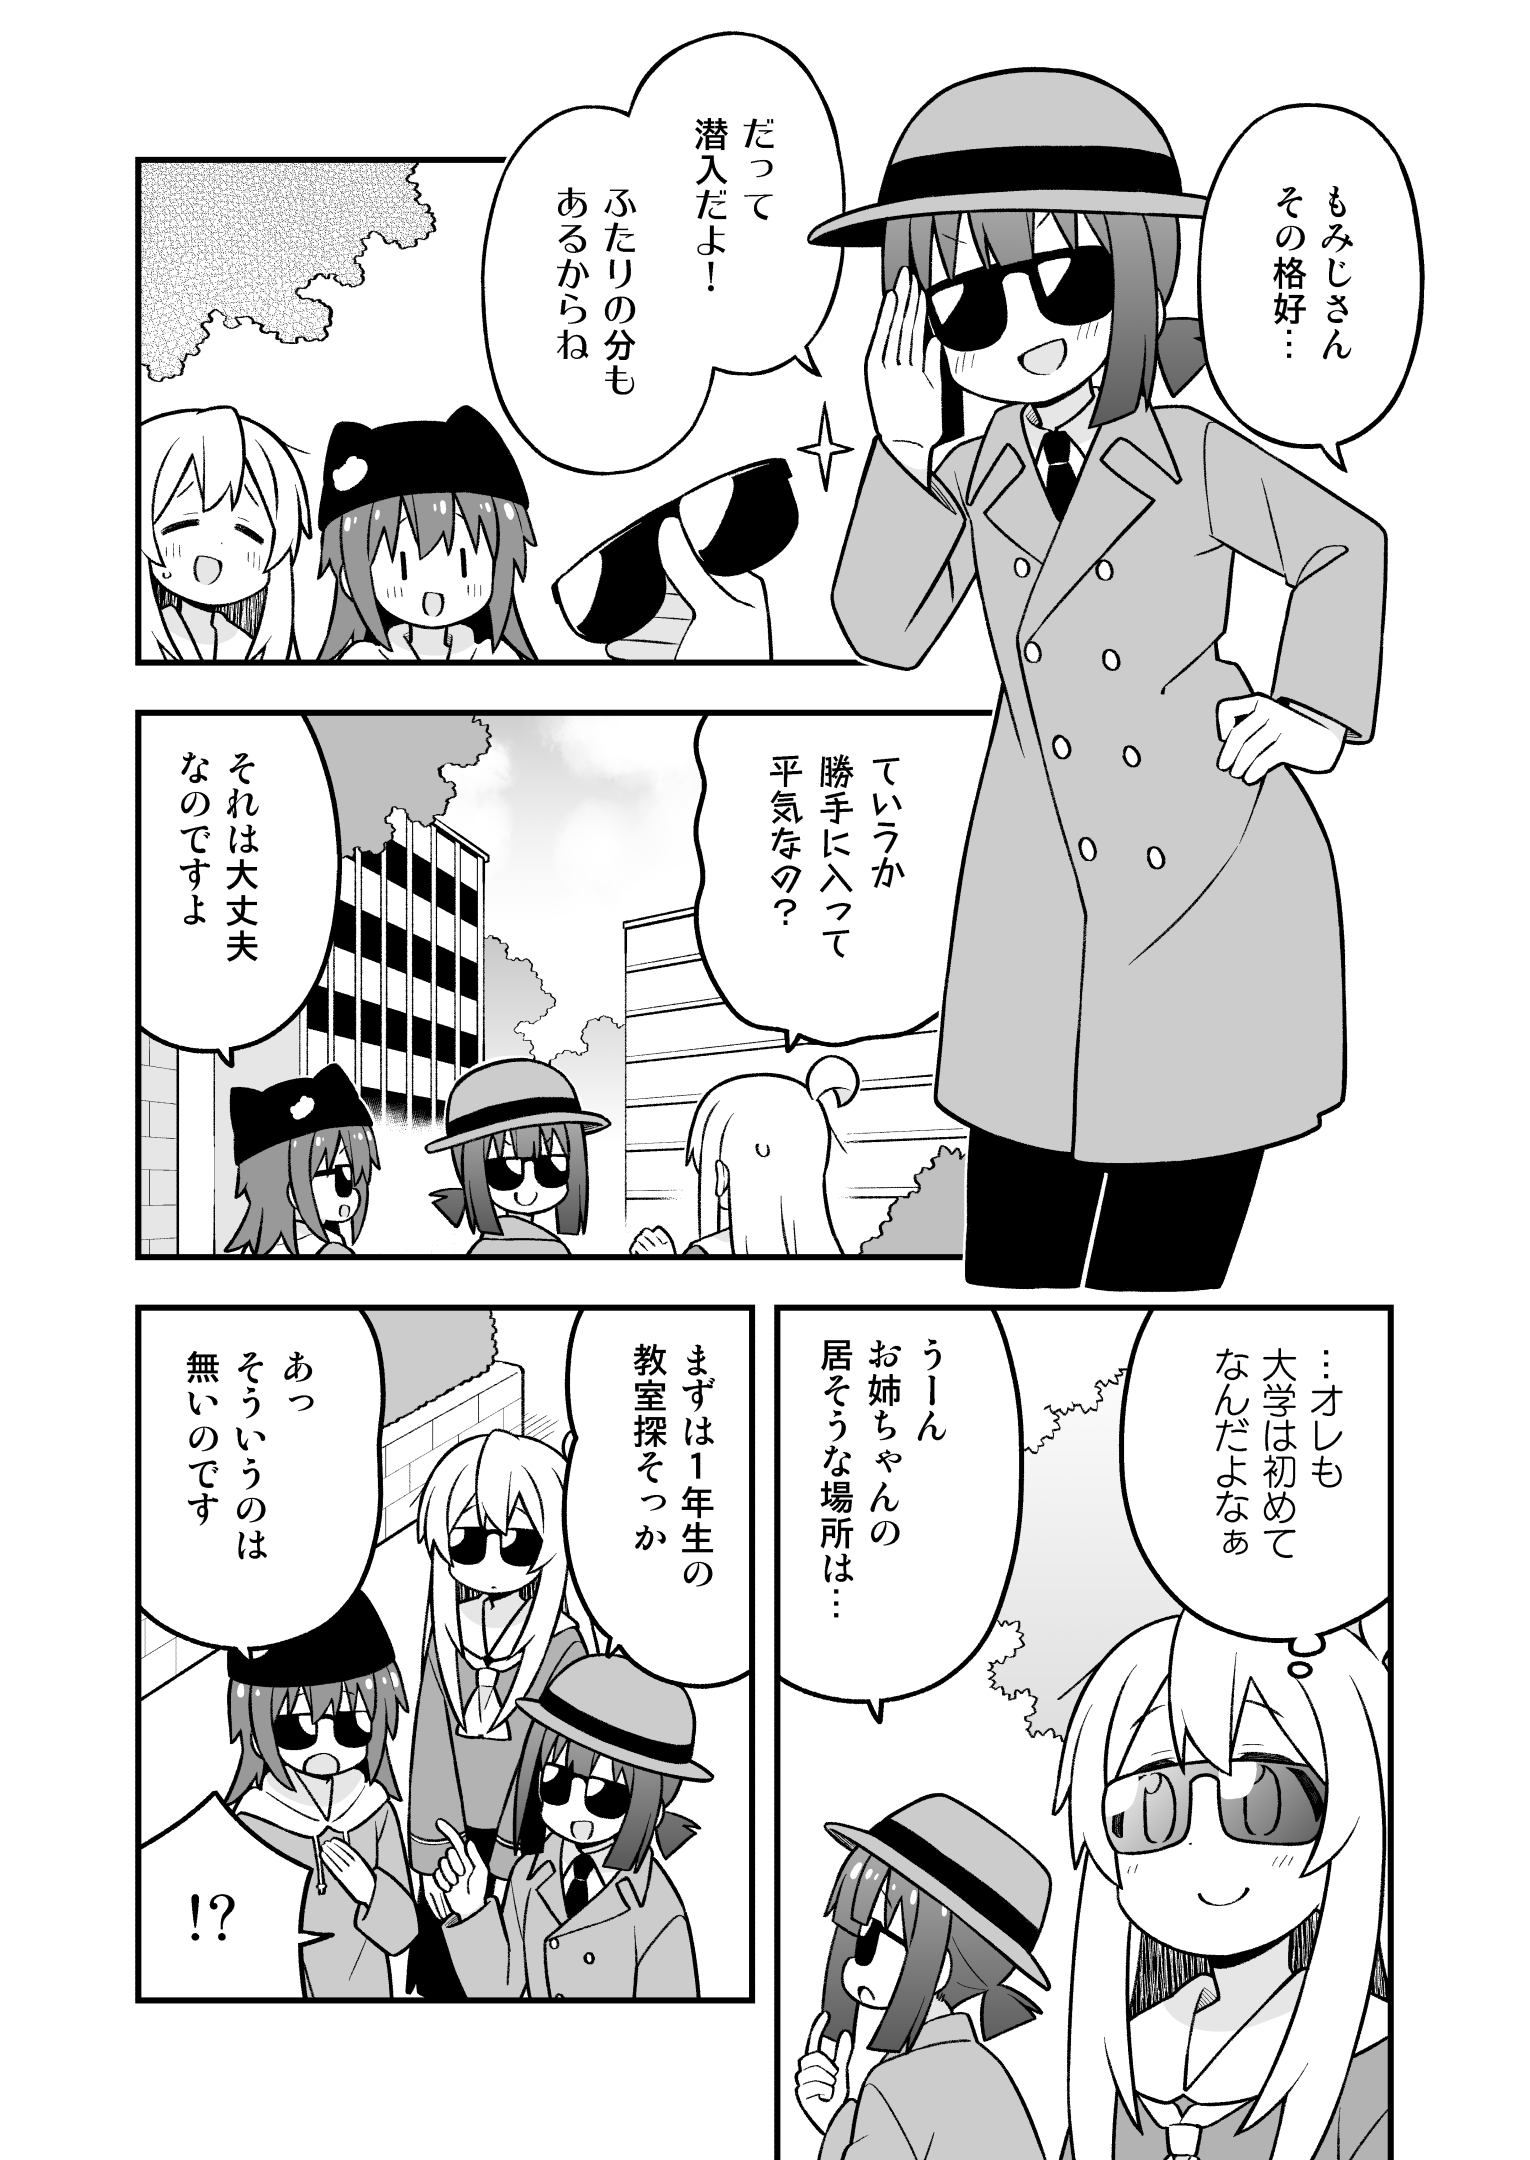 もみじさん
その格好…
だって
潜入だよ！
ふたりの分も
あるからね
ていうか
勝手に入って
平気なの？
それは大丈夫
なのですよ
…オレも
大学は初めて
なんだよなぁ
うーん
お姉ちゃんの
居そうな場所は…
まずは1年生の
教室探そっか
あっ
そういうのは
無いのです
!?